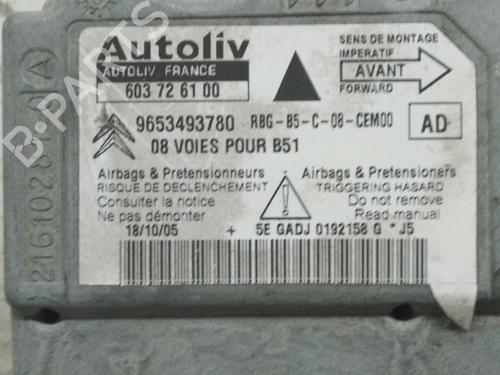 Autoliv
AUTOLIV FRANCE
603 72 61 00
SENS DE MONTAGE
IMPERATIF
AVANT
FORWARD
9653493780 RBG-B5-C-08-CEM00
AD
08 VOIES POUR B51
Airbags & Pretensionneurs
RISQUE DE DECLENCHEMENT
Consulter la notice
Ne pas démonter
Airbags & Pretensioners
TRIGGERING HASARD
Do not remove
Read manual
18/10/05 + 5E GADJ 0192158 G * J5
B-PARTS